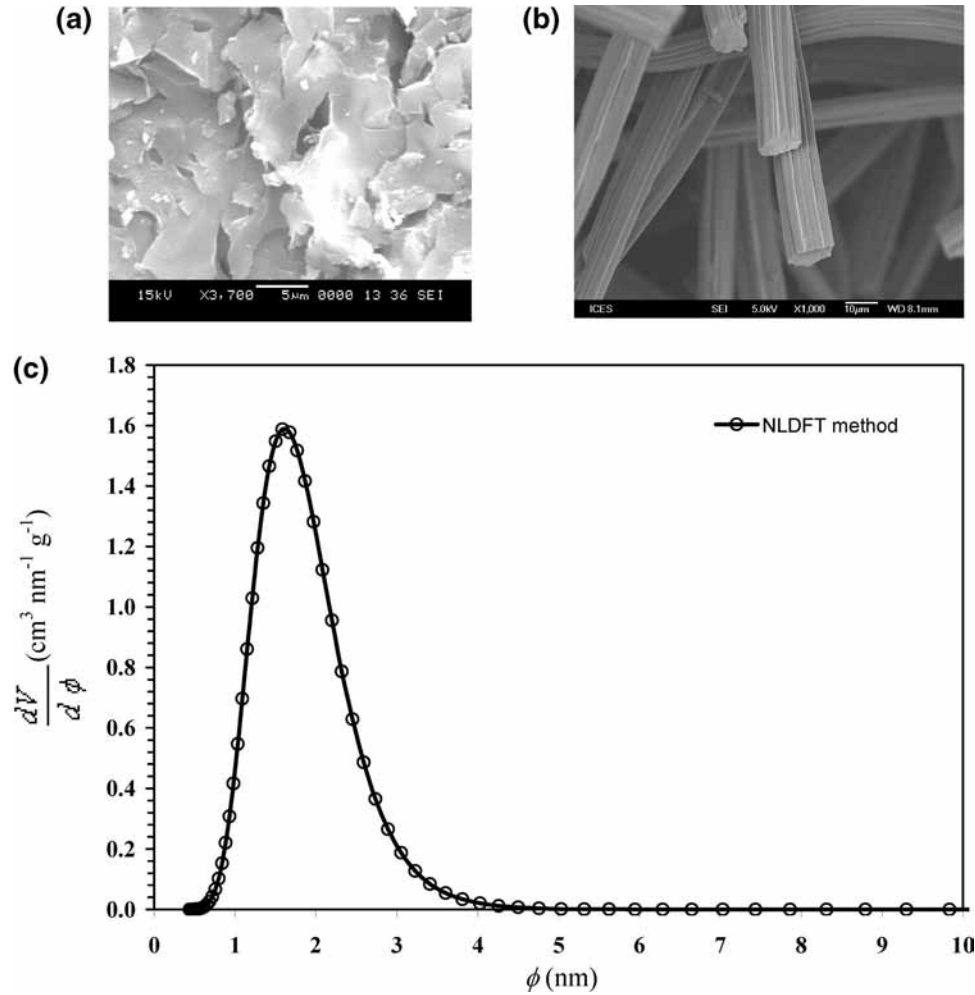 (a)
(b)
15kV X3,700 5μm 0000 13 36 SEI
ICES SEI 5.0kV X1,000 10μm WD 8.1mm
(c)
1.8
1.6
1.4
1.2
1.0
0.8
0.6
0.4
0.2
0.0
dV/dϕ (cm³ nm⁻¹ g⁻¹)
NLDFT method
0 1 2 3 4 5 6 7 8 9 10
ϕ (nm)